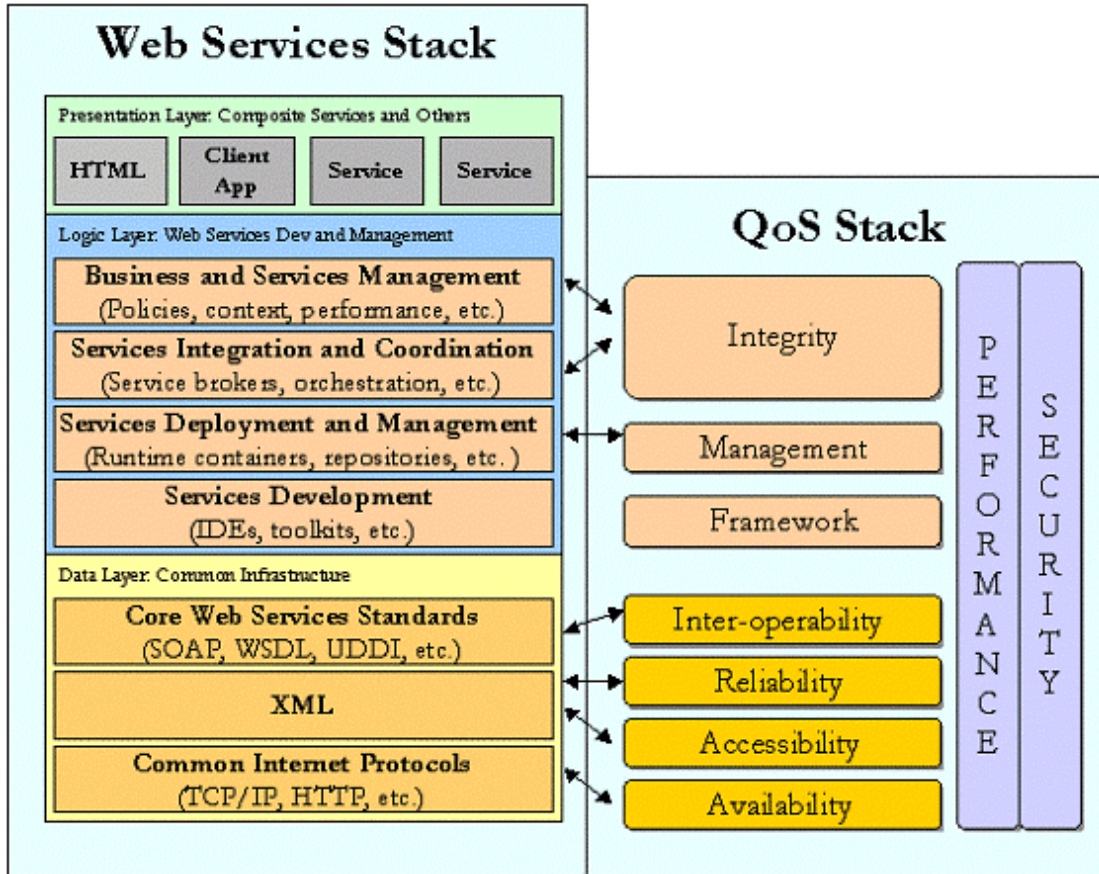 Web Services Stack
Presentation Layer: Composite Services and Others
HTML
Client
App
Service
Service
Logic Layer: Web Services Dev and Management
Business and Services Management
(Policies, context, performance, etc.)
Services Integration and Coordination
(Service brokers, orchestration, etc.)
Services Deployment and Management
(Runtime containers, repositories, etc. )
Services Development
(IDEs, toolkits, etc.)
Data Layer: Common Infrastructure
Core Web Services Standards
(SOAP, WSDL, UDDI, etc.)
XML
Common Internet Protocols
(TCP/IP, HTTP, etc.)
QoS Stack
Integrity
Management
Framework
Inter-operability
Reliability
Accessibility
Availability
PERFORMANCE
SECURITY